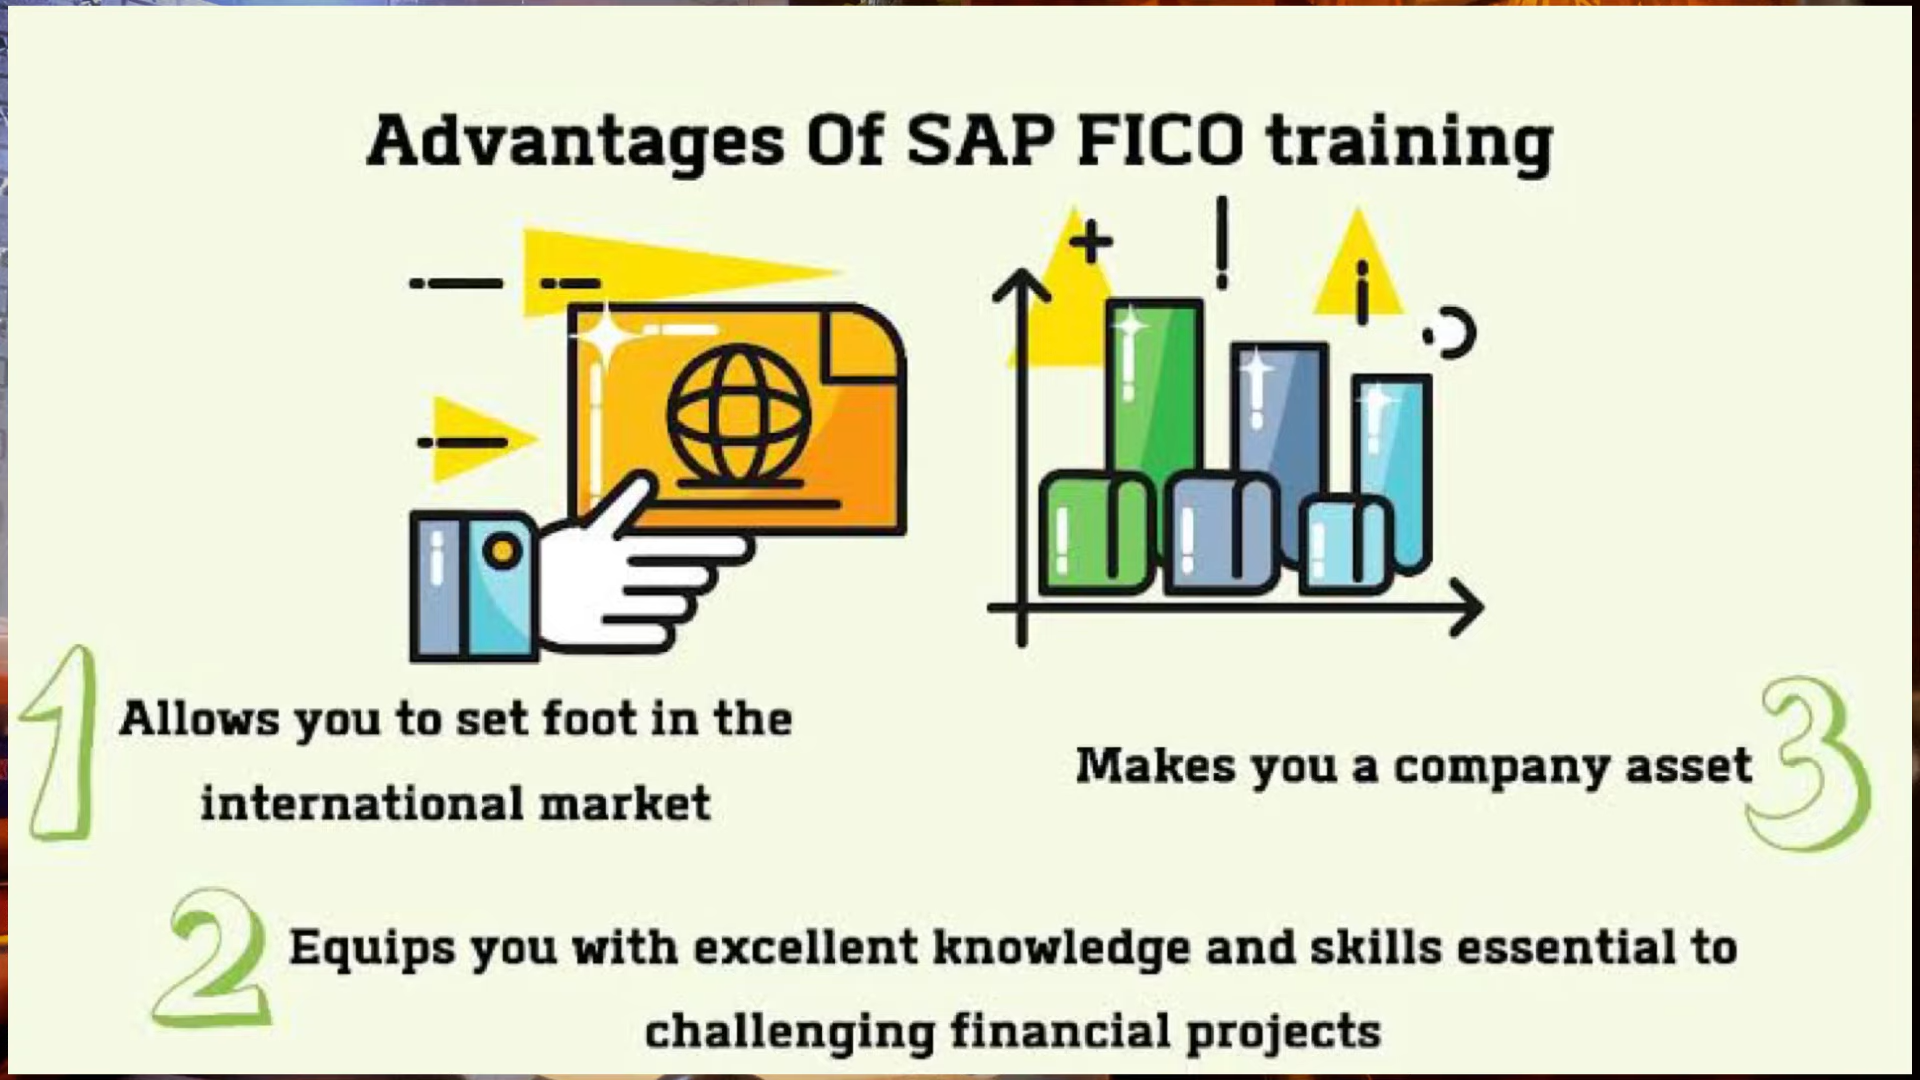 Advantages Of SAP FICO training
1
Allows you to set foot in the
international market
2
Equips you with excellent knowledge and skills essential to
challenging financial projects
3
Makes you a company asset